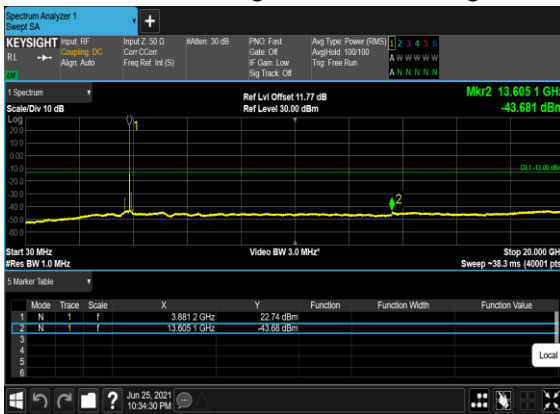 Spectrum Analyzer 1
Swept SA
KEYSIGHT Input: RF Input Z: 50 Ω #Atten: 30 dB PNO: Fast Avg Type: Power (RMS) 1 2 3 4 5 6
RL Coupling: DC Corr CCorr Gate: Off Avg|Hold: 100/100 A W W W W W
Align: Auto Freq Ref: Int (S) IF Gain: Low Trig: Free Run
Sig Track: Off A N N N N N
LV
1 Spectrum Ref Lvl Offset 11.77 dB Mkr2 13.605 1 GHz
Scale/Div 10 dB Ref Level 30.00 dBm -43.681 dBm
Log
20.0
10.0
0.00
-10.0
DL1 -13.00 dBm
-20.0
-30.0
-40.0
-50.0
-60.0
1
2
Start 30 MHz Video BW 3.0 MHz* Stop 20.000 GH
#Res BW 1.0 MHz Sweep ~38.3 ms (40001 pts
5 Marker Table
Mode Trace Scale X Y Function Function Width Function Value
1 N 1 f 3.881 2 GHz 22.74 dBm
2 N 1 f 13.605 1 GHz -43.68 dBm
3
4
5
6
Local
? Jun 25, 2021
10:34:30 PM